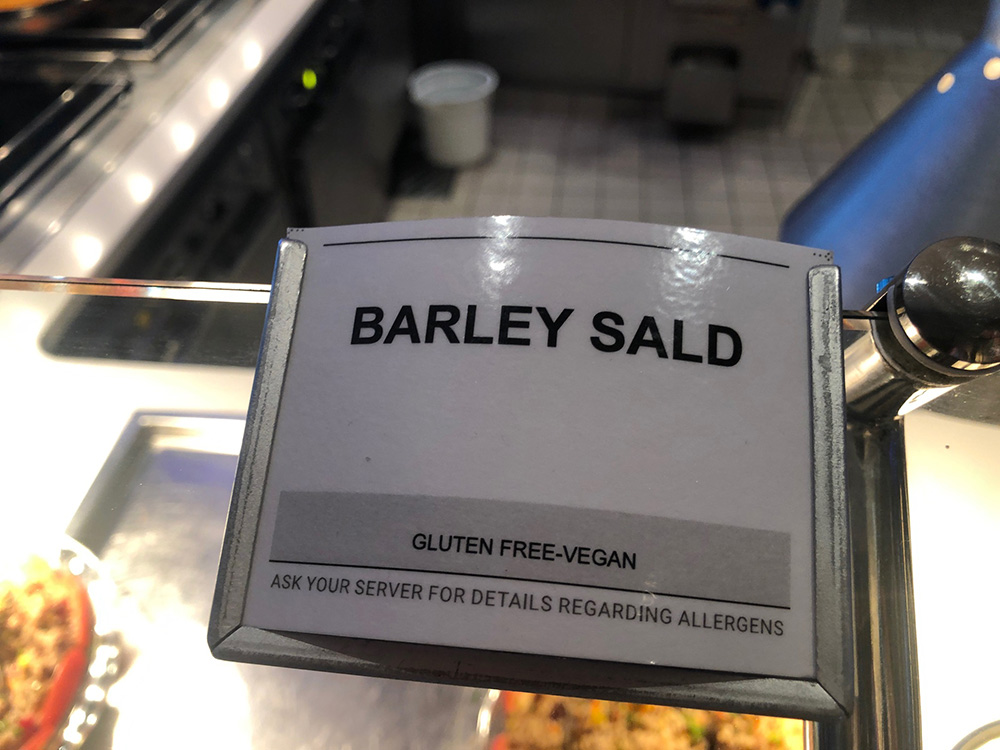 BARLEY SALD
GLUTEN FREE-VEGAN
ASK YOUR SERVER FOR DETAILS REGARDING ALLERGENS